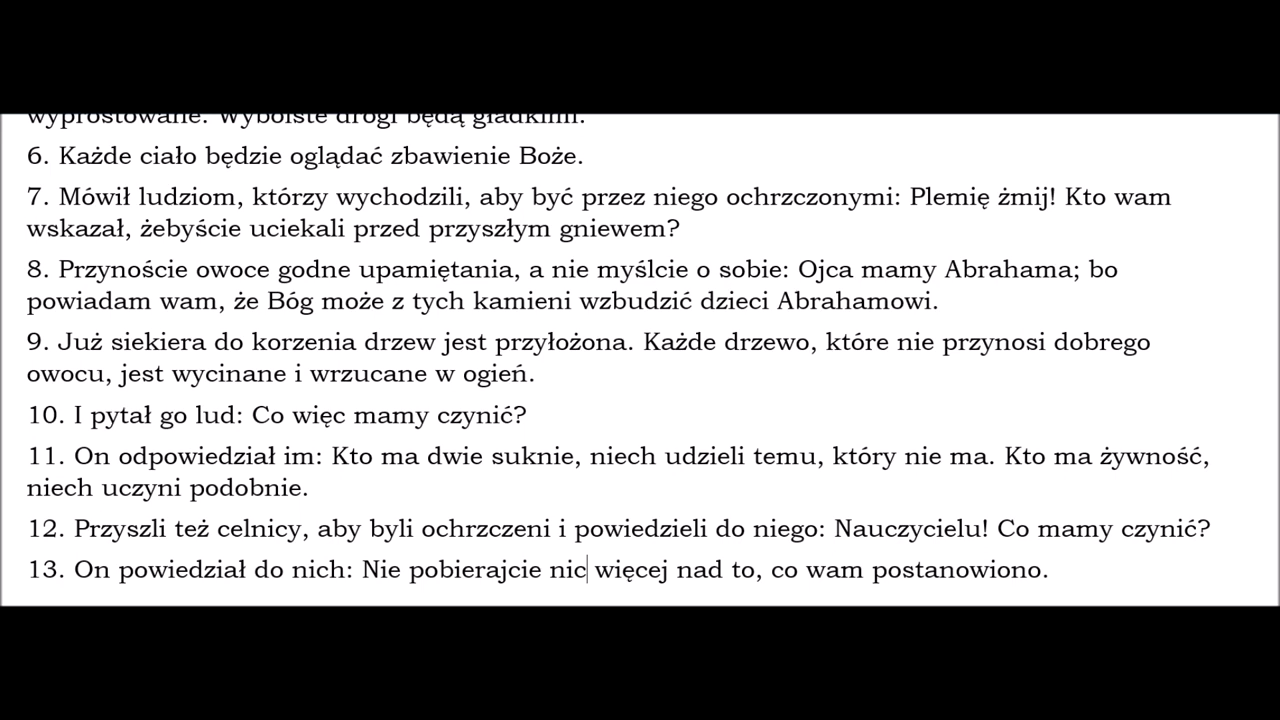 wyprostowane. Wyboiste drogi będą gładkimi.
6. Każde ciało będzie oglądać zbawienie Boże.
7. Mówił ludziom, którzy wychodzili, aby być przez niego ochrzczonymi: Plemię żmij! Kto wam
wskazał, żebyście uciekali przed przyszłym gniewem?
8. Przynoście owoce godne upamiętania, a nie myślcie o sobie: Ojca mamy Abrahama; bo
powiadam wam, że Bóg może z tych kamieni wzbudzić dzieci Abrahamowi.
9. Już siekiera do korzenia drzew jest przyłożona. Każde drzewo, które nie przynosi dobrego
owocu, jest wycinane i wrzucane w ogień.
10. I pytał go lud: Co więc mamy czynić?
11. On odpowiedział im: Kto ma dwie suknie, niech udzieli temu, który nie ma. Kto ma żywność,
niech uczyni podobnie.
12. Przyszli też celnicy, aby byli ochrzczeni i powiedzieli do niego: Nauczycielu! Co mamy czynić?
13. On powiedział do nich: Nie pobierajcie nic więcej nad to, co wam postanowiono.